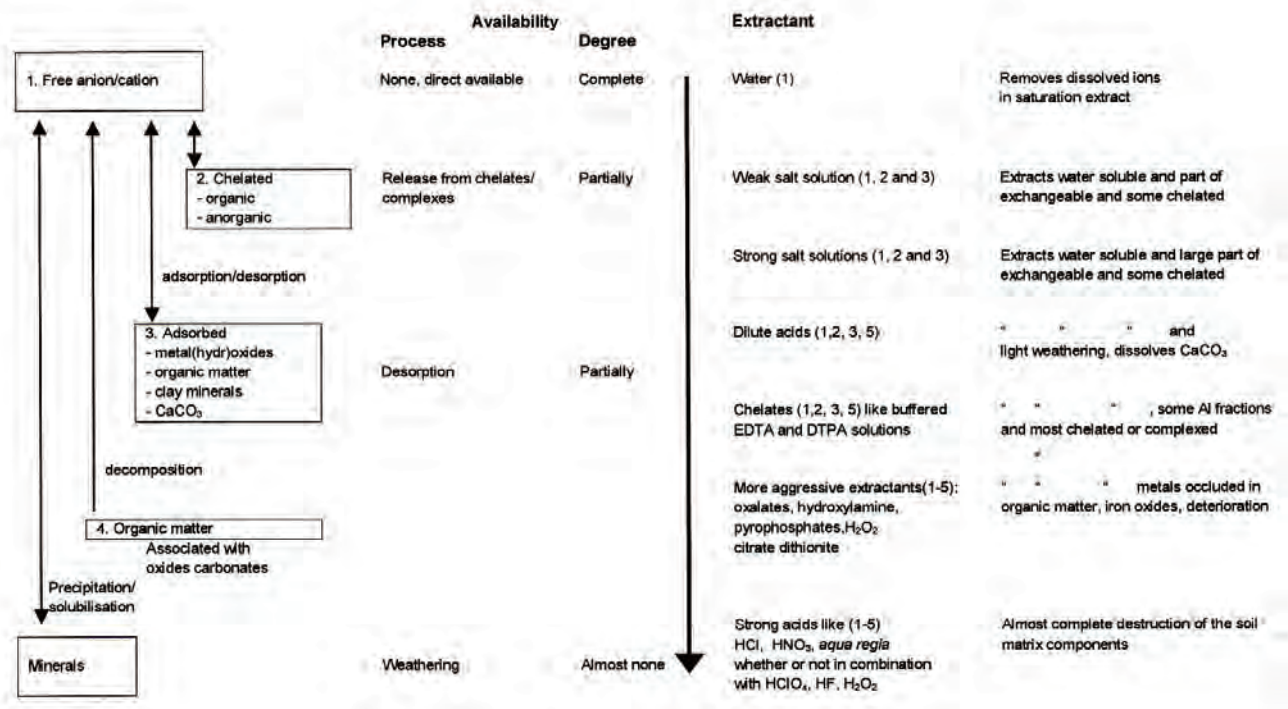 Availability
Extractant
Process
Degree
1. Free anion/cation
None, direct available
Complete
Water (1)
Removes dissolved ions
in saturation extract
2. Chelated
- organic
- anorganic
Release from chelates/
complexes
Partially
Weak salt solution (1, 2 and 3)
Extracts water soluble and part of
exchangeable and some chelated
adsorption/desorption
Strong salt solutions (1, 2 and 3)
Extracts water soluble and large part of
exchangeable and some chelated
3. Adsorbed
- metal(hydr)oxides
- organic matter
- clay minerals
- CaCO₃
Desorption
Partially
Dilute acids (1,2, 3, 5)
" " " and
light weathering, dissolves CaCO₃
Chelates (1,2, 3, 5) like buffered
EDTA and DTPA solutions
" " " , some Al fractions
and most chelated or complexed
"
decomposition
4. Organic matter
Associated with
oxides carbonates
More aggressive extractants(1-5):
oxalates, hydroxylamine,
pyrophosphates,H₂O₂
citrate dithionite
" " " metals occluded in
organic matter, iron oxides, deterioration
Precipitation/
solubilisation
Minerals
Weathering
Almost none
Strong acids like (1-5)
HCl, HNO₃, aqua regia
whether or not in combination
with HClO₄, HF, H₂O₂
Almost complete destruction of the soil
matrix components